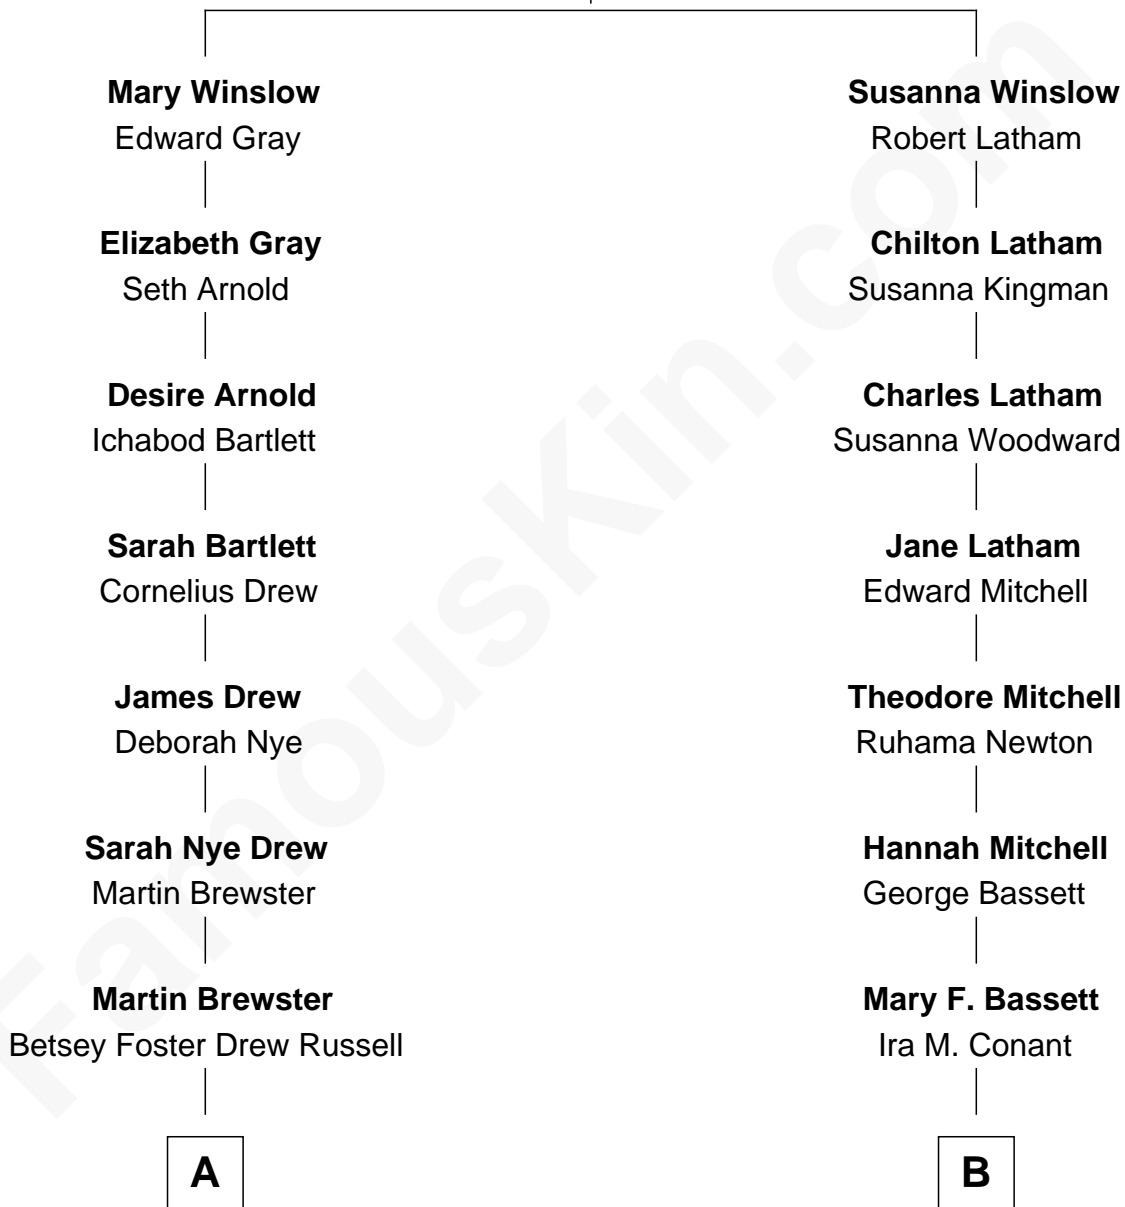 Mary Winslow
Edward Gray
Elizabeth Gray
Seth Arnold
Desire Arnold
Ichabod Bartlett
Sarah Bartlett
Cornelius Drew
James Drew
Deborah Nye
Sarah Nye Drew
Martin Brewster
Martin Brewster
Betsey Foster Drew Russell
A
Susanna Winslow
Robert Latham
Chilton Latham
Susanna Kingman
Charles Latham
Susanna Woodward
Jane Latham
Edward Mitchell
Theodore Mitchell
Ruhama Newton
Hannah Mitchell
George Bassett
Mary F. Bassett
Ira M. Conant
B
FamousKin.com